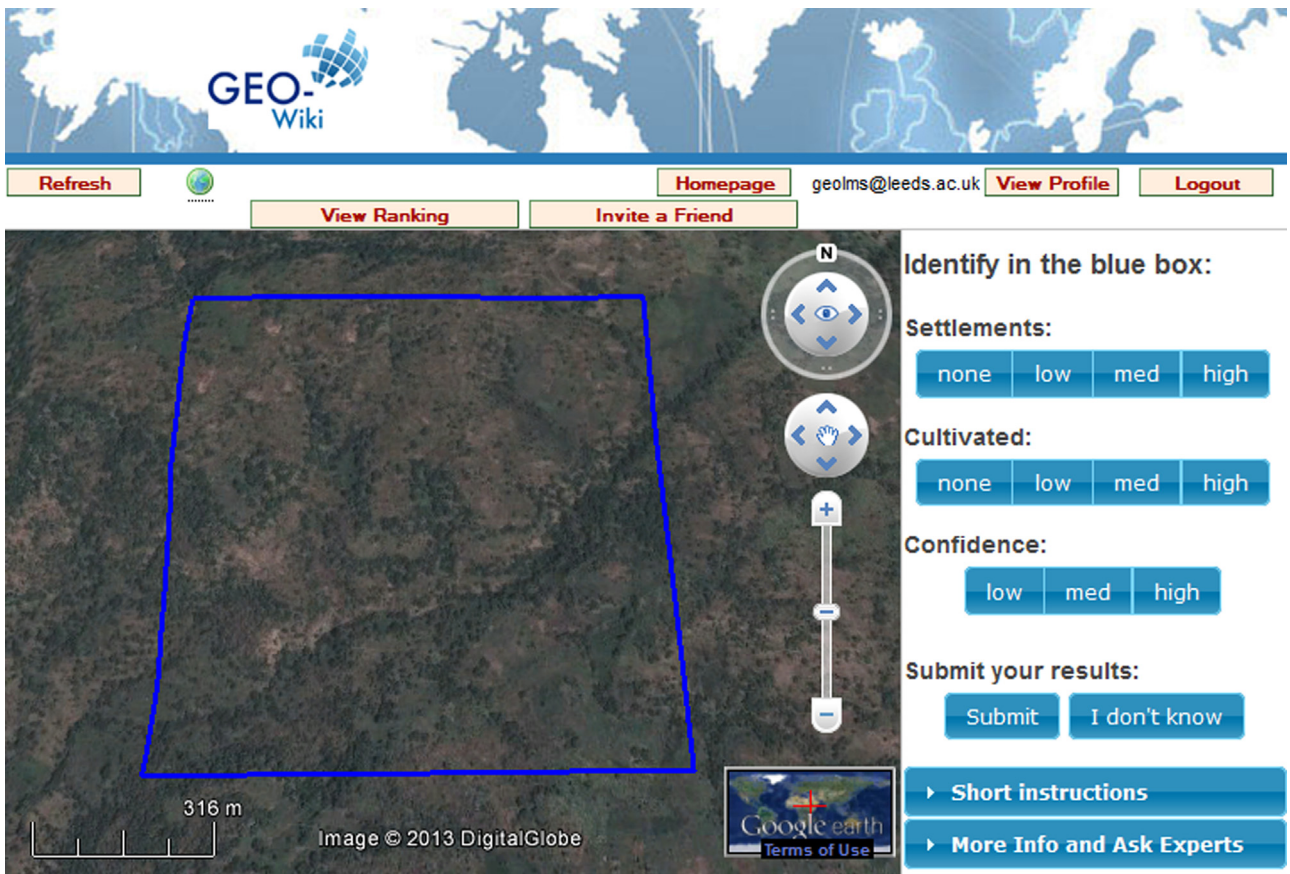 GEO-
Wiki
Refresh
Homepage
geolms@leeds.ac.uk
View Profile
Logout
View Ranking
Invite a Friend
N
Identify in the blue box:
Settlements:
none low med high
Cultivated:
none low med high
Confidence:
low med high
Submit your results:
Submit I don't know
Short instructions
More Info and Ask Experts
316 m
Image © 2013 DigitalGlobe
Google earth
Terms of Use